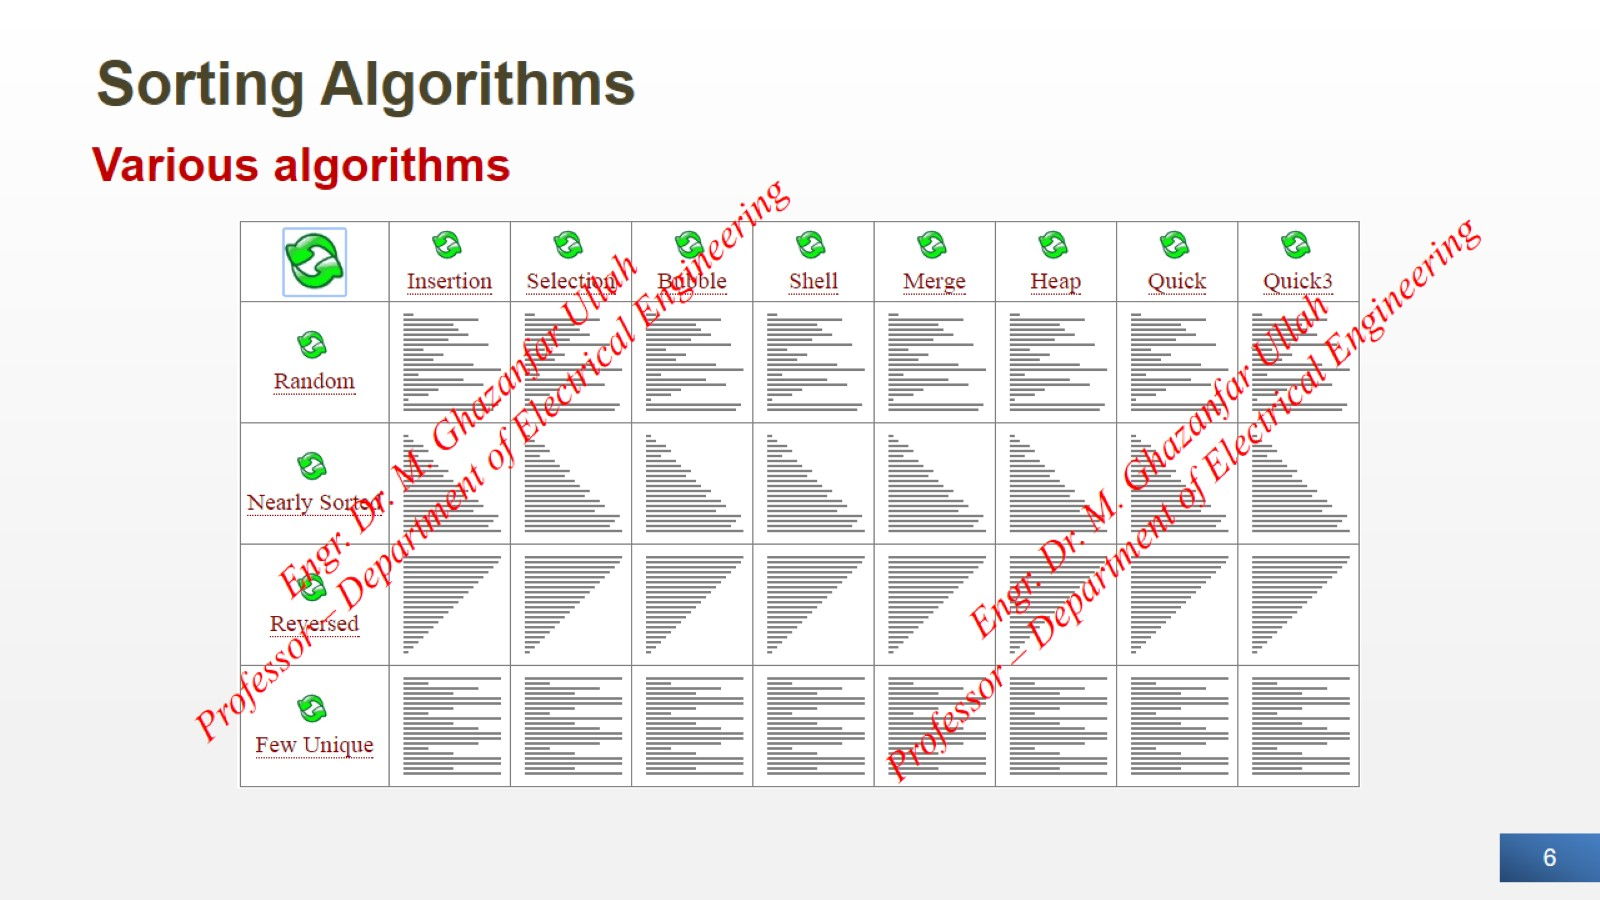 Sorting Algorithms
Various algorithms
Insertion Selection Bubble Shell Merge Heap Quick Quick3
Random
Nearly Sorted
Reversed
Few Unique
Engr. Dr. M. Ghazanfar Ullah
Professor – Department of Electrical Engineering
Engr. Dr. M. Ghazanfar Ullah
Professor – Department of Electrical Engineering
6